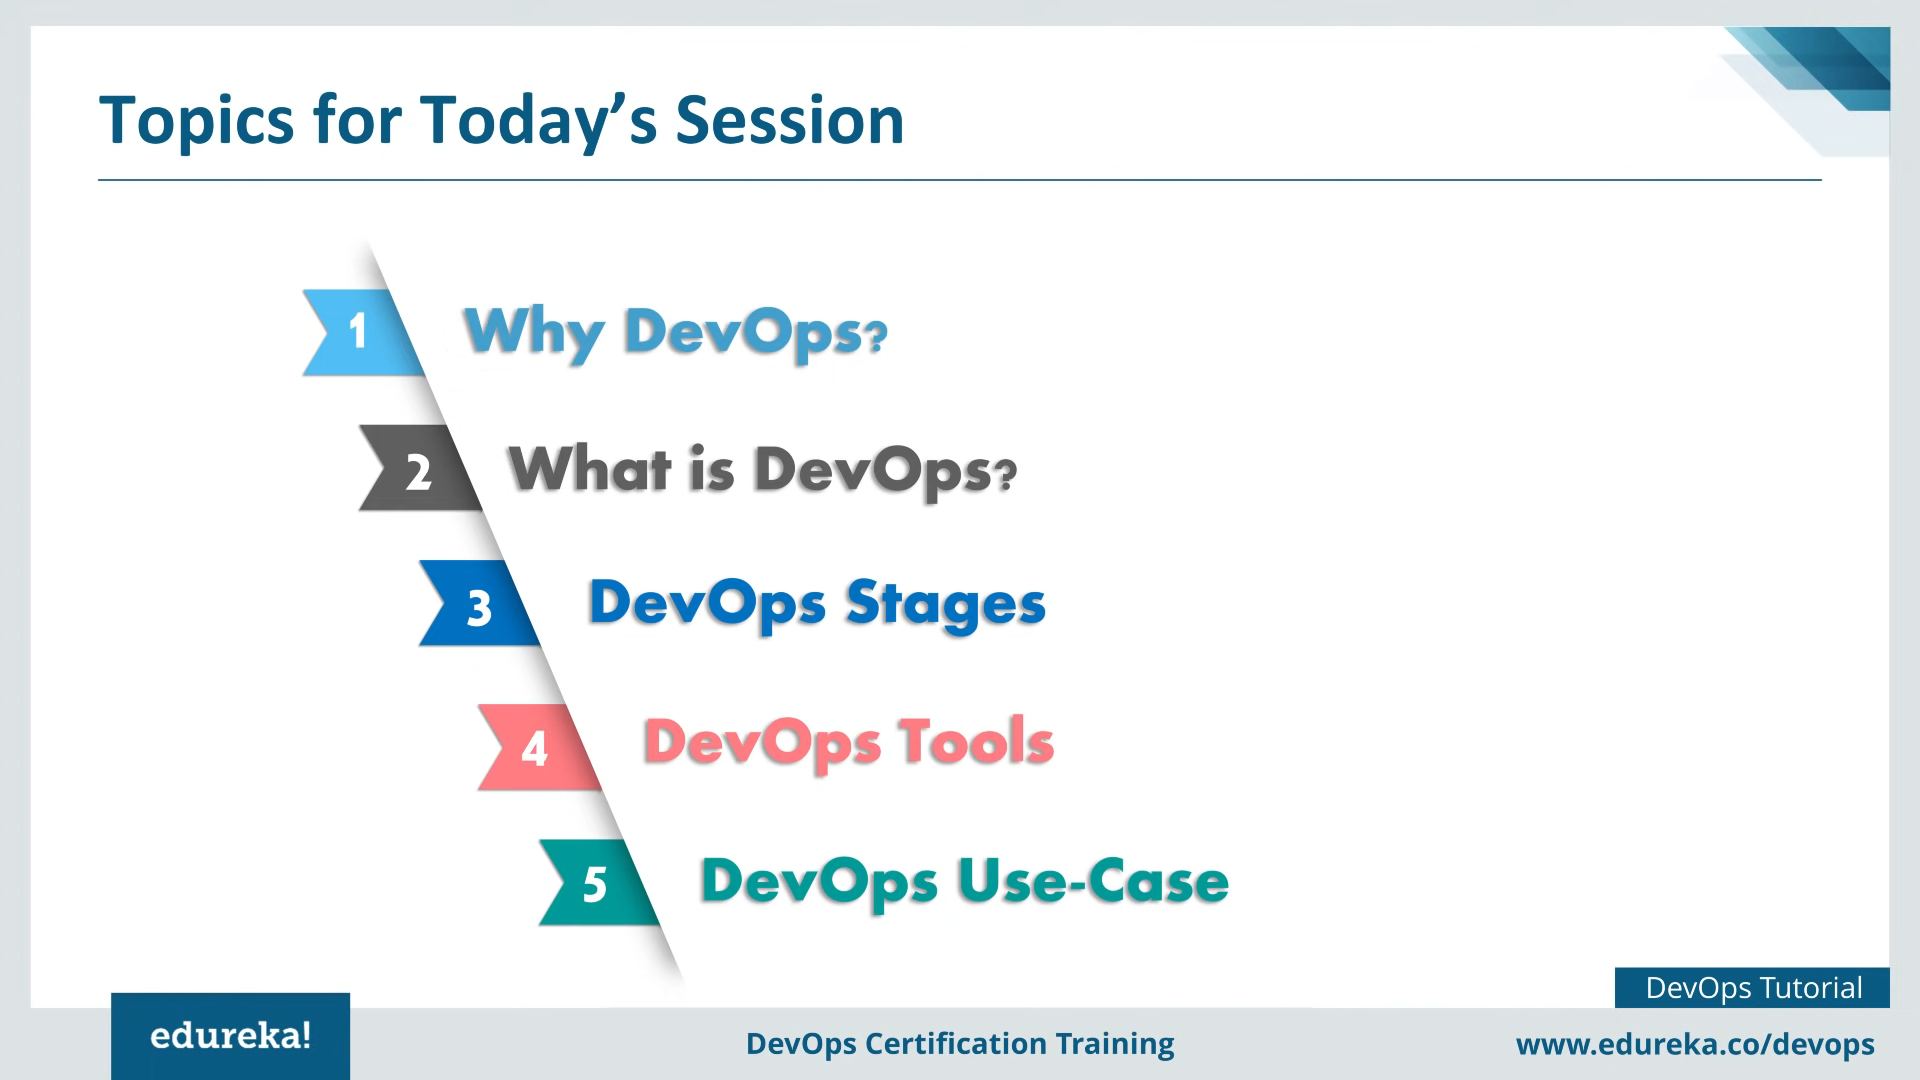 Topics for Today’s Session
1 Why DevOps?
2 What is DevOps?
3 DevOps Stages
4 DevOps Tools
5 DevOps Use-Case
DevOps Tutorial
edureka!
DevOps Certification Training
www.edureka.co/devops